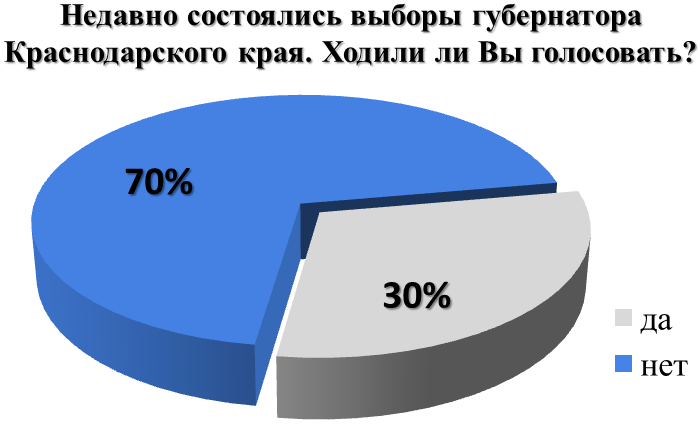 Недавно состоялись выборы губернатора
Краснодарского края. Ходили ли Вы голосовать?
70%
30%
да
нет